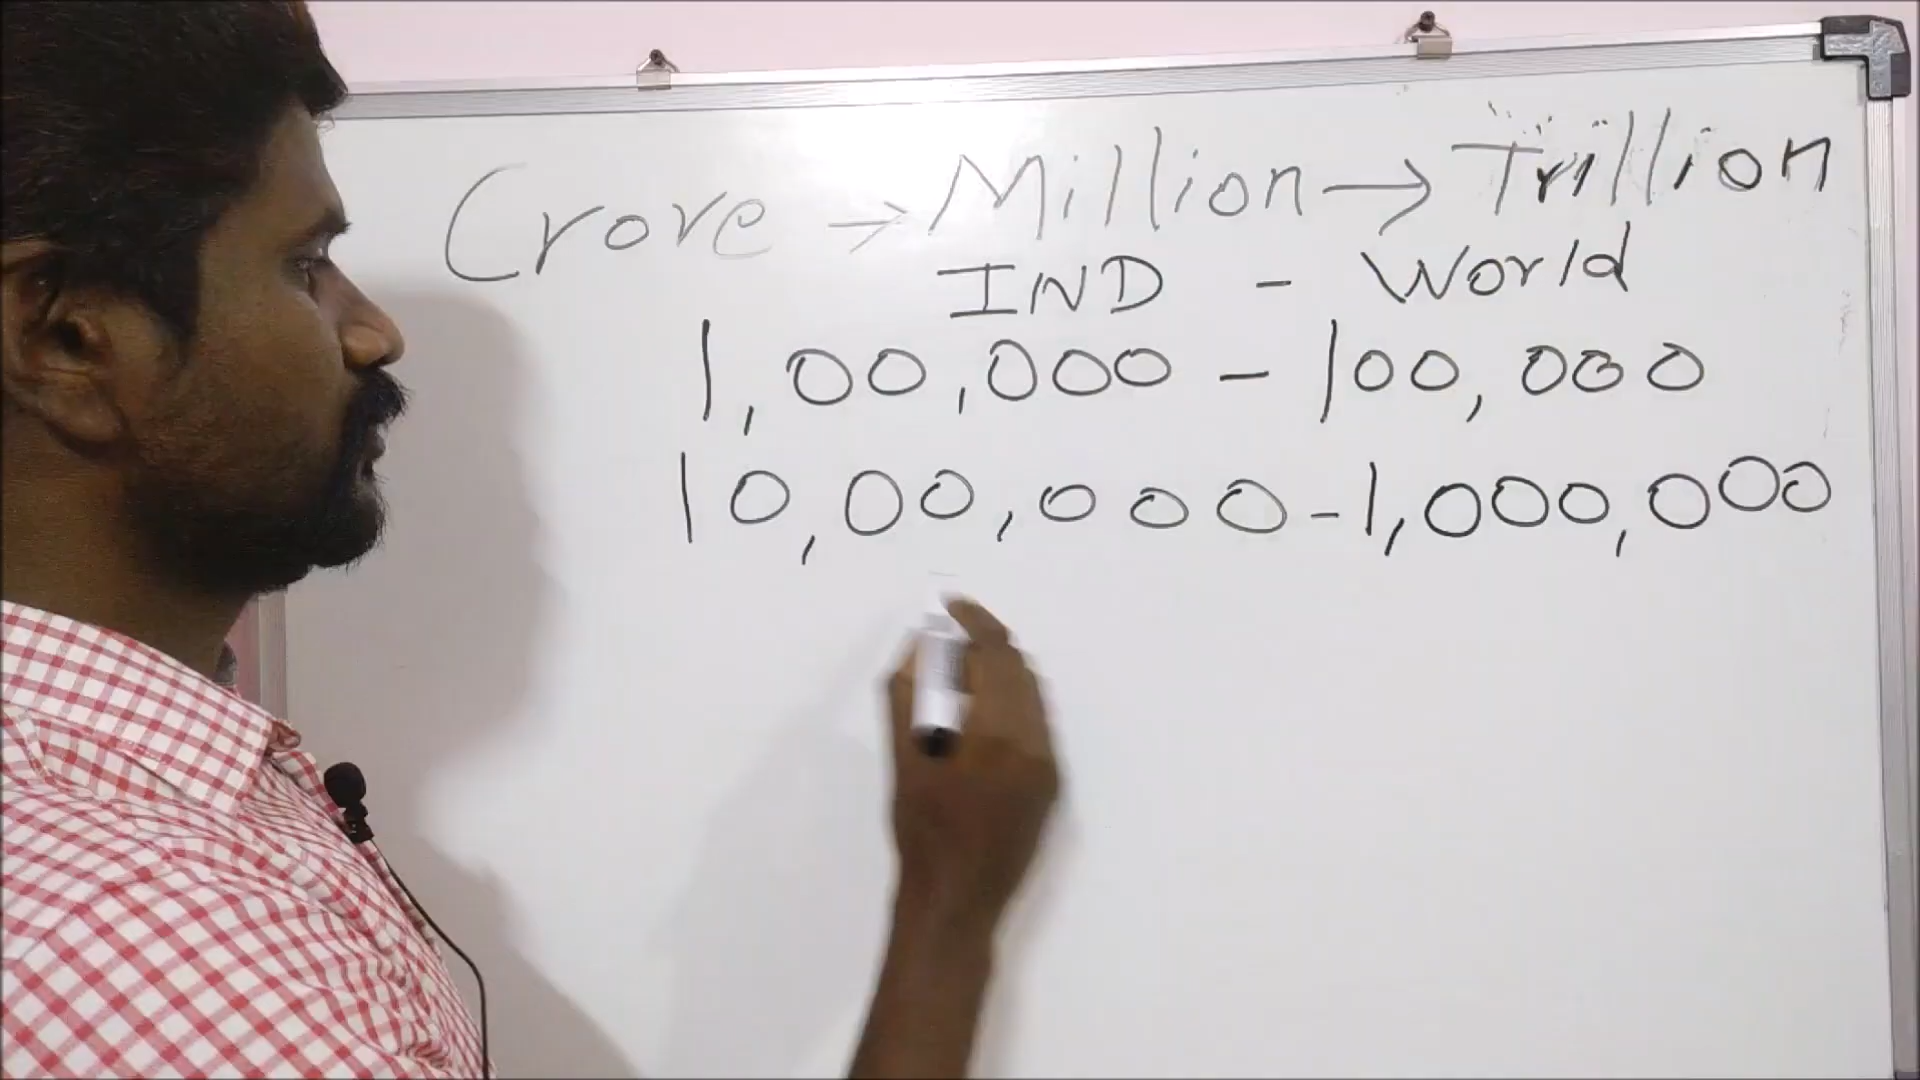 Crore → Million → Trillion
IND - World
1,00,000 - 100,000
10,00,000 - 1,000,000